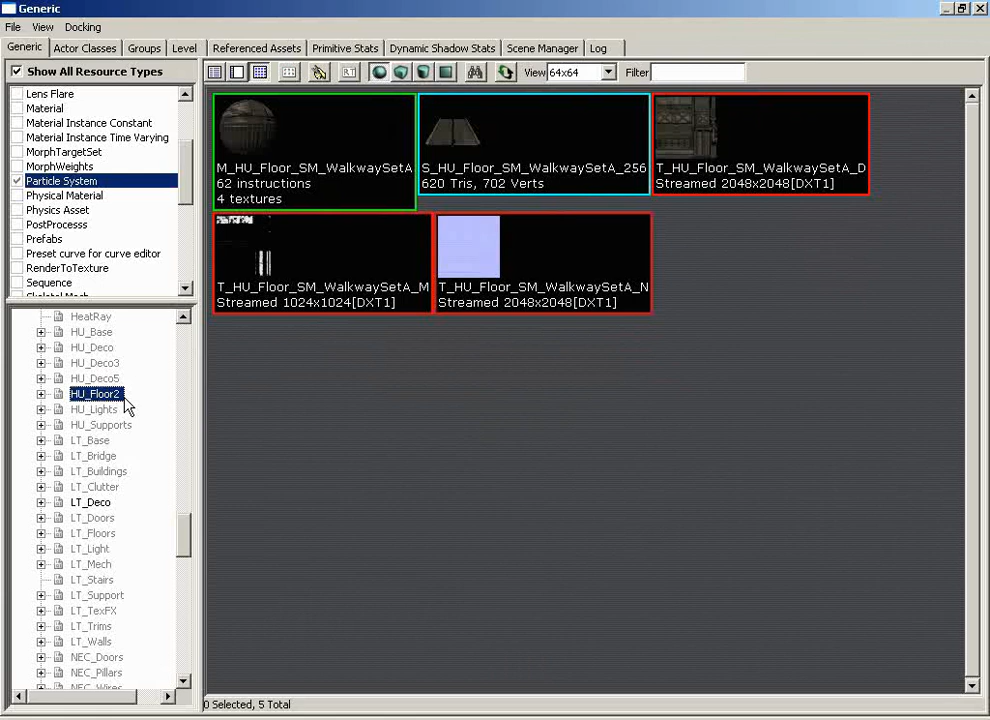 Generic
File View Docking
Generic Actor Classes Groups Level Referenced Assets Primitive Stats Dynamic Shadow Stats Scene Manager Log
Show All Resource Types
View 64x64 Filter
Lens Flare
Material
Material Instance Constant
Material Instance Time Varying
MorphTargetSet
MorphWeights
Particle System
Physical Material
Physics Asset
PostProcesss
Prefabs
Preset curve for curve editor
RenderToTexture
Sequence
HeatRay
HU_Base
HU_Deco
HU_Deco3
HU_Deco5
HU_Floor2
HU_Lights
HU_Supports
LT_Base
LT_Bridge
LT_Buildings
LT_Clutter
LT_Deco
LT_Doors
LT_Floors
LT_Light
LT_Mech
LT_Stairs
LT_Support
LT_TexFX
LT_Trims
LT_Walls
NEC_Doors
NEC_Pillars
NEC_Wires
M_HU_Floor_SM_WalkwaySetA
62 instructions
4 textures
S_HU_Floor_SM_WalkwaySetA_256
620 Tris, 702 Verts
T_HU_Floor_SM_WalkwaySetA_D
Streamed 2048x2048[DXT1]
T_HU_Floor_SM_WalkwaySetA_M
Streamed 1024x1024[DXT1]
T_HU_Floor_SM_WalkwaySetA_N
Streamed 2048x2048[DXT1]
0 Selected, 5 Total